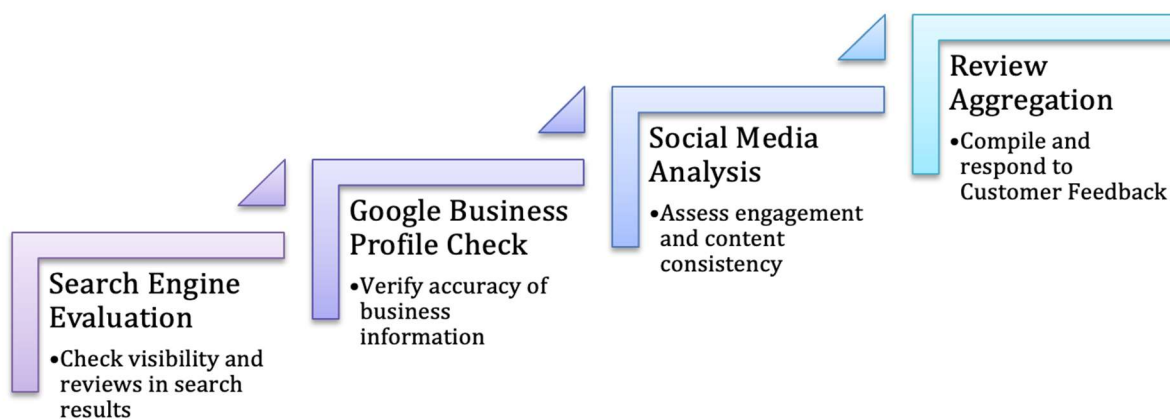 Search Engine
Evaluation
•Check visibility and
reviews in search
results
Google Business
Profile Check
•Verify accuracy of
business
information
Social Media
Analysis
•Assess engagement
and content
consistency
Review
Aggregation
•Compile and
respond to
Customer Feedback